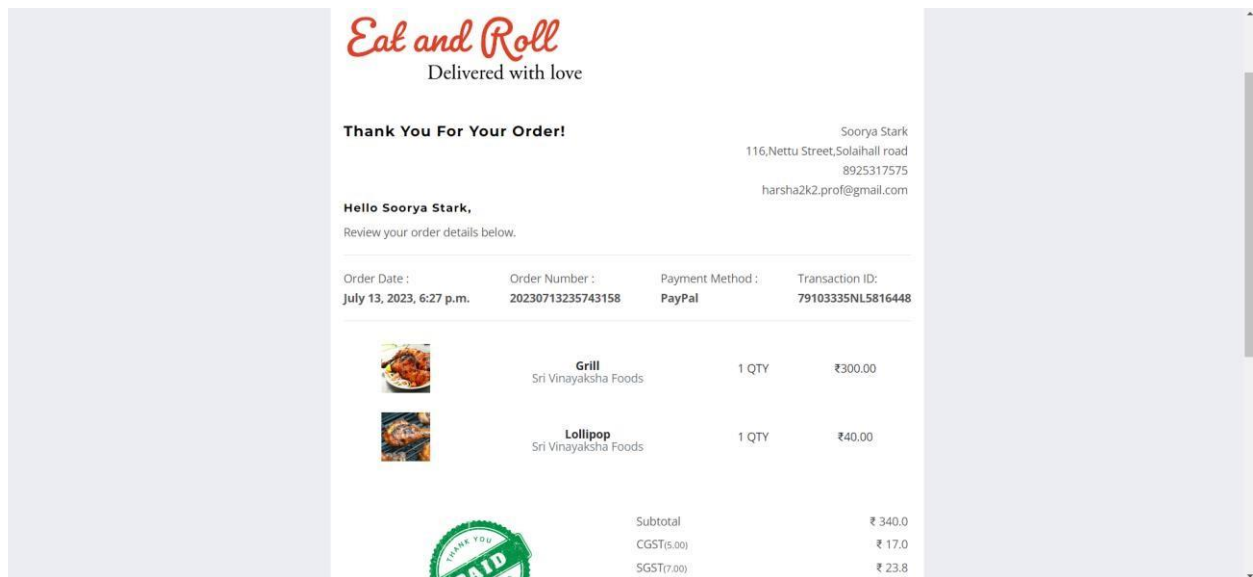 Eat and Roll
Delivered with love
Thank You For Your Order!
Soorya Stark
116,Nettu Street,Solaihall road
8925317575
harsha2k2.prof@gmail.com
Hello Soorya Stark,
Review your order details below.
Order Date : Order Number : Payment Method : Transaction ID:
July 13, 2023, 6:27 p.m. 20230713235743158 PayPal 79103335NL5816448
Grill
Sri Vinayaksha Foods
1 QTY ₹300.00
Lollipop
Sri Vinayaksha Foods
1 QTY ₹40.00
Subtotal ₹ 340.0
CGST(5.00) ₹ 17.0
SGST(7.00) ₹ 23.8
THANK YOU